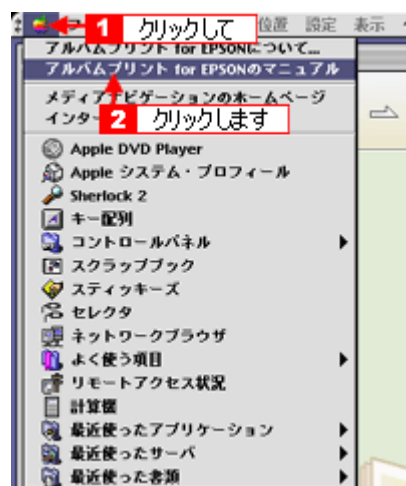 1 クリックして 位置 設定 表示
アルバムプリント for EPSONについて...
アルバムプリント for EPSONのマニュアル
メディアナビゲーションのホームページ
インター
2 クリックします
Apple DVD Player
Apple システム・プロフィール
Sherlock 2
キー配列
コントロールパネル
スクラップブック
スティッキーズ
セレクタ
ネットワークブラウザ
よく使う項目
リモートアクセス状況
計算機
最近使ったアプリケーション
最近使ったサーバ
最近使った書類